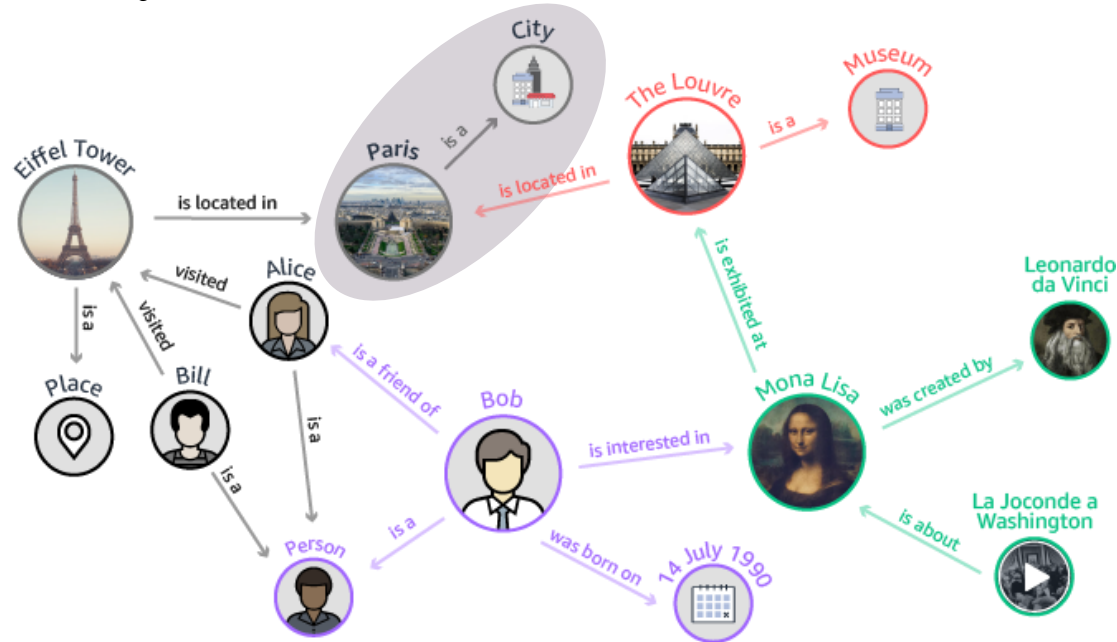 City
Museum
The Louvre
is a
is a
Paris
Eiffel Tower
is located in
is located in
Alice
visited
is exhibited at
Leonardo
da Vinci
is a
visited
Place
Bill
is a friend of
Bob
Mona Lisa
was created by
is a
is interested in
is a
La Joconde a
Washington
is about
is a
Person
was born on
14 July 1990